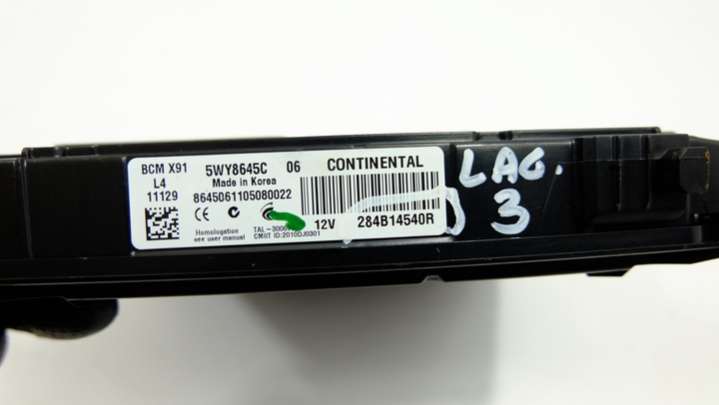 BCM X91 5WY8645C 06 CONTINENTAL
L4 Made in Korea
11129 8645061105080022
CE
Homologation
see user manual
CMIIT ID:2010DJ0301
12V 284B14540R
LAG.
3